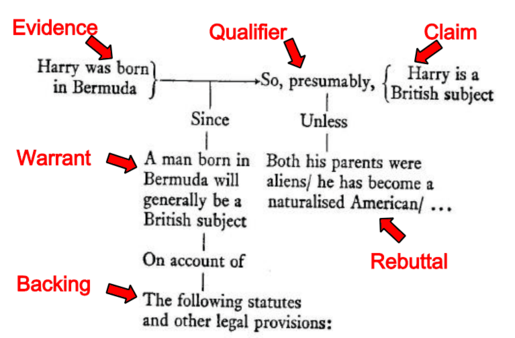 Evidence
Qualifier
Claim
Harry was born
in Bermuda
So, presumably,
Harry is a
British subject
Since
Unless
Warrant
A man born in
Bermuda will
generally be a
British subject
Both his parents were
aliens/ he has become a
naturalised American/ ...
Rebuttal
On account of
Backing
The following statutes
and other legal provisions: